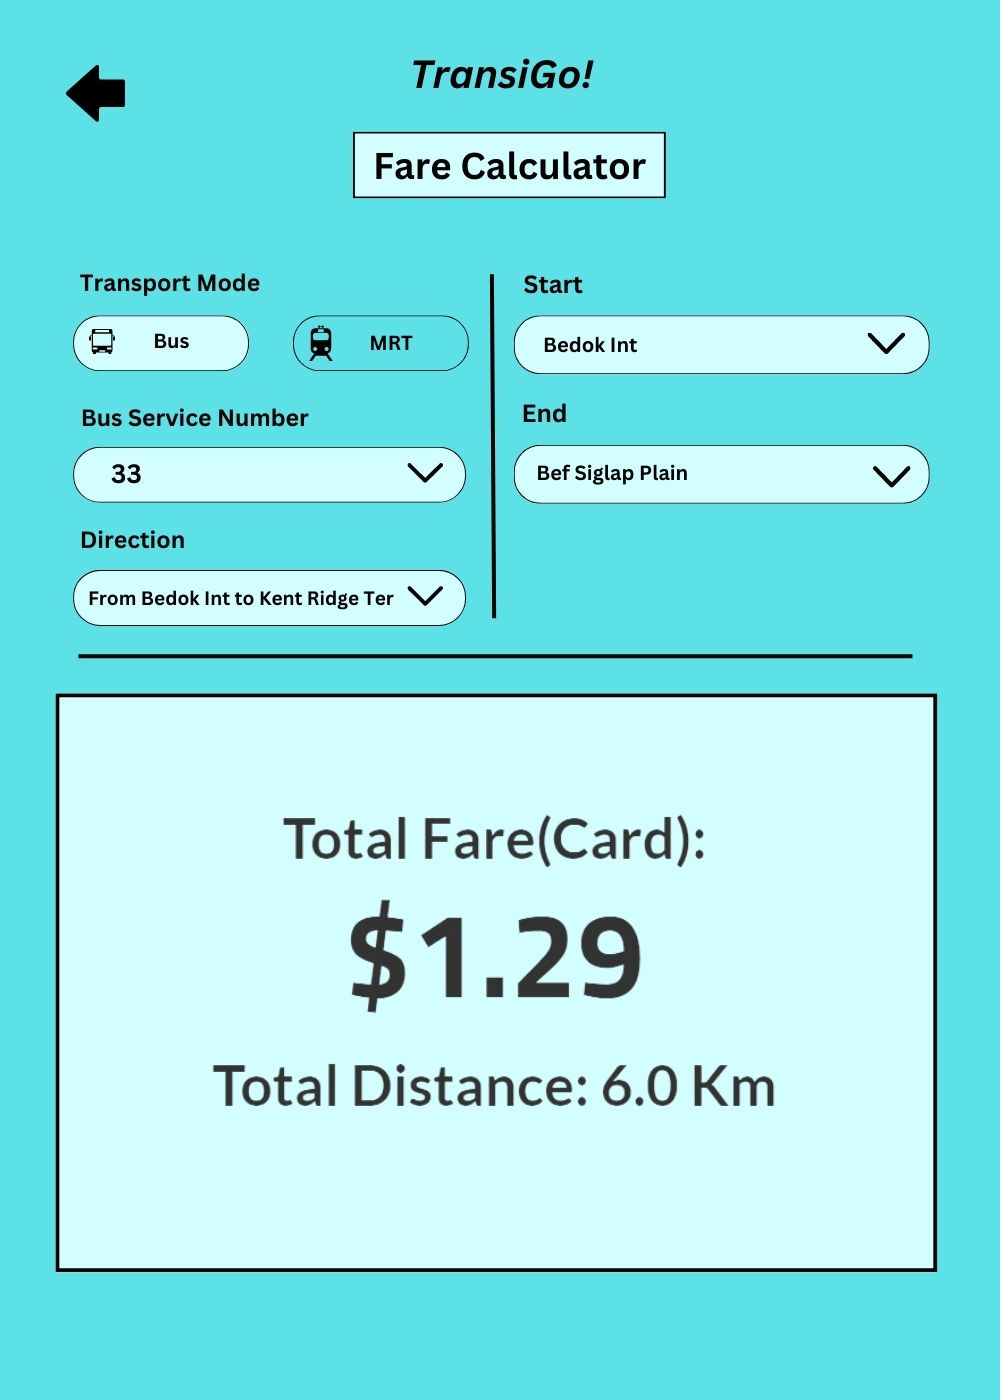 TransiGo!
Fare Calculator
Transport Mode
Bus
MRT
Bus Service Number
33
Direction
From Bedok Int to Kent Ridge Ter
Start
Bedok Int
End
Bef Siglap Plain
Total Fare(Card):
$1.29
Total Distance: 6.0 Km